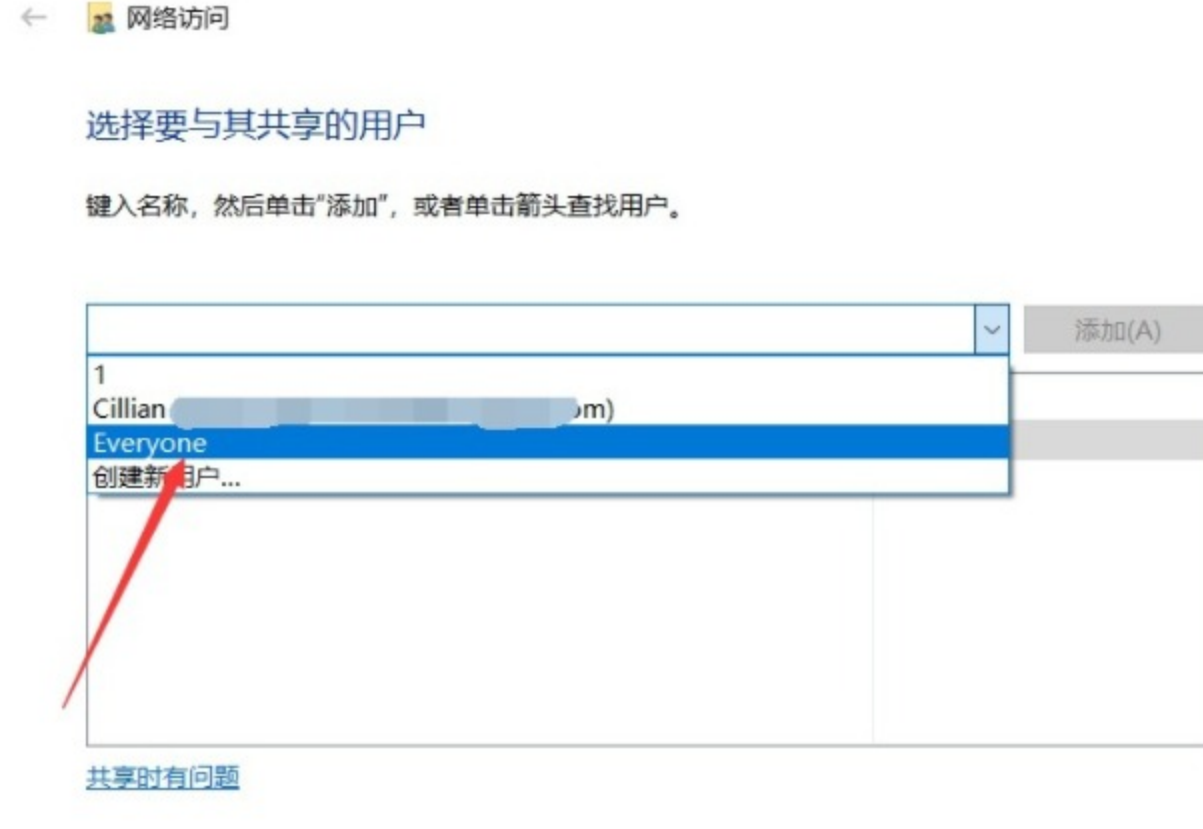 网络访问
选择要与其共享的用户
键入名称，然后单击“添加”，或者单击箭头查找用户。
添加(A)
1
Cillian om)
Everyone
创建新用户...
共享时有问题